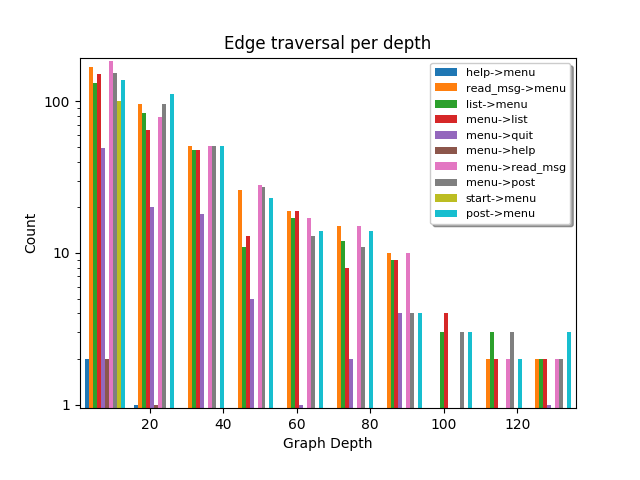 Edge traversal per depth
help->menu
read_msg->menu
list->menu
menu->list
menu->quit
menu->help
menu->read_msg
menu->post
start->menu
post->menu
Count
100
10
1
20 40 60 80 100 120
Graph Depth